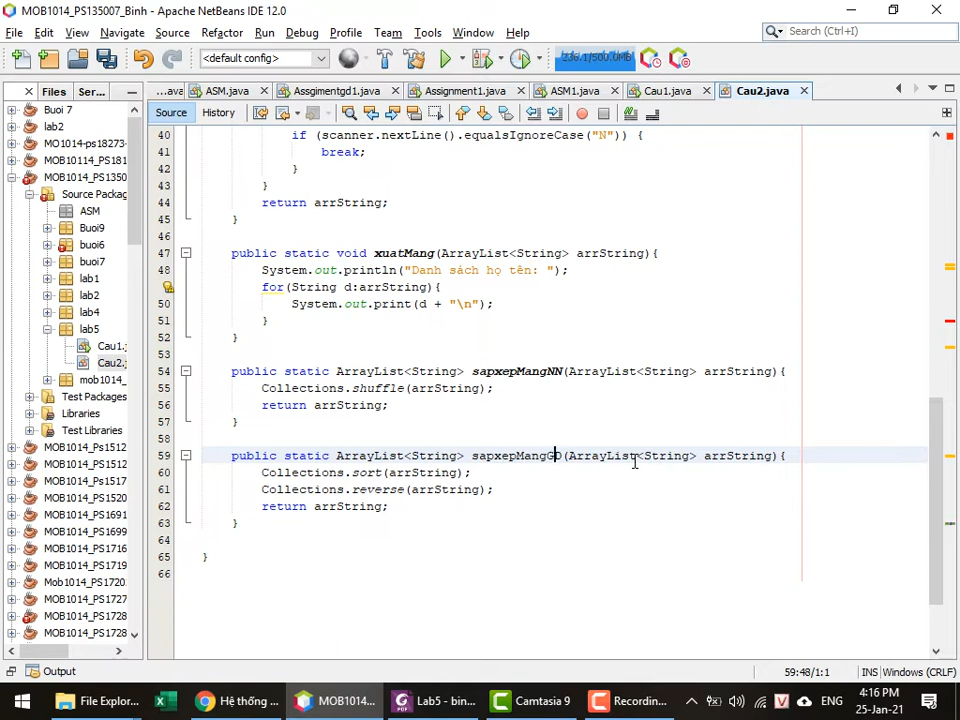 MOB1014_PS135007_Binh - Apache NetBeans IDE 12.0
File Edit View Navigate Source Refactor Run Debug Profile Team Tools Window Help
Search (Ctrl+I)
<default config>
236.1/500.0MB
Files Ser...
...ava ASM.java Assgimentgd1.java Assignment1.java ASM1.java Cau1.java Cau2.java
Source History
Buoi 7
lab2
MO1014-ps18273-
MOB10114_PS181
MOB1014_PS1350
Source Packag
ASM
Buoi9
buoi6
buoi7
lab1
lab2
lab4
lab5
Cau1.j
Cau2.j
mob1014_
Test Packages
Libraries
Test Libraries
MOB1014_Ps1512
MOB1014_PS1512
MOB1014_PS1519
MOB1014_PS1520
MOB1014_PS1691
MOB1014_PS1699
MOB1014_PS1716
MOB1014_PS1719
Mob1014_PS1720
MOB1014_PS1728
MOB1014_PS1728
40 if (scanner.nextLine().equalsIgnoreCase("N")) {
41 break;
42 }
43 }
44 return arrString;
45 }
46
47 public static void xuatMang(ArrayList<String> arrString){
48 System.out.println("Danh sách họ tên: ");
for(String d:arrString){
50 System.out.print(d + "\n");
51 }
52 }
53
54 public static ArrayList<String> sapxepMangNN(ArrayList<String> arrString){
55 Collections.shuffle(arrString);
56 return arrString;
57 }
58
59 public static ArrayList<String> sapxepMangGD(ArrayList<String> arrString){
60 Collections.sort(arrString);
61 Collections.reverse(arrString);
62 return arrString;
63 }
64
65 }
66
Output
59:48/1:1 INS Windows (CRLF)
File Explor... Hệ thống ... MOB1014... Lab5 - bin... Camtasia 9 Recordin... ENG
4:16 PM
25-Jan-21